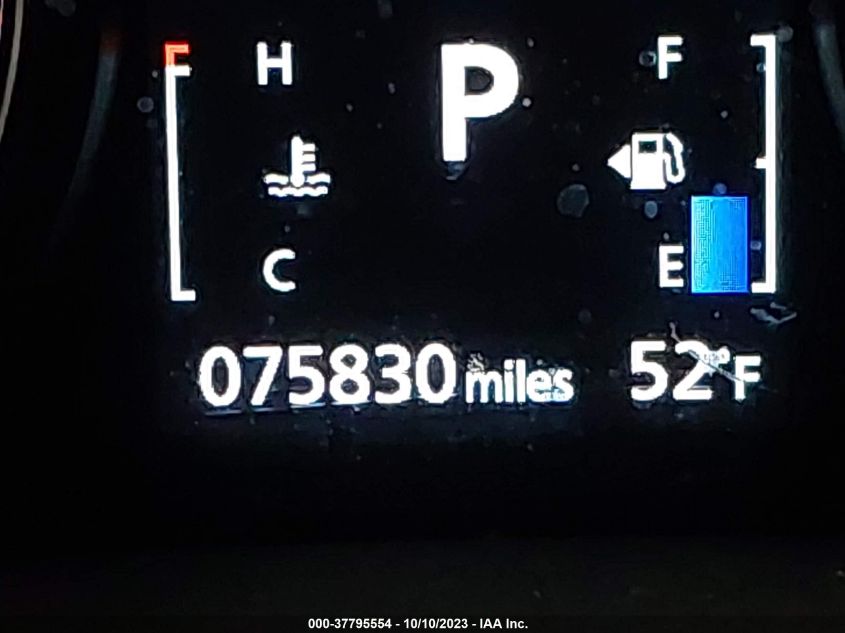 H P F
C E
075830 miles 52°F
000-37795554 - 10/10/2023 - IAA Inc.